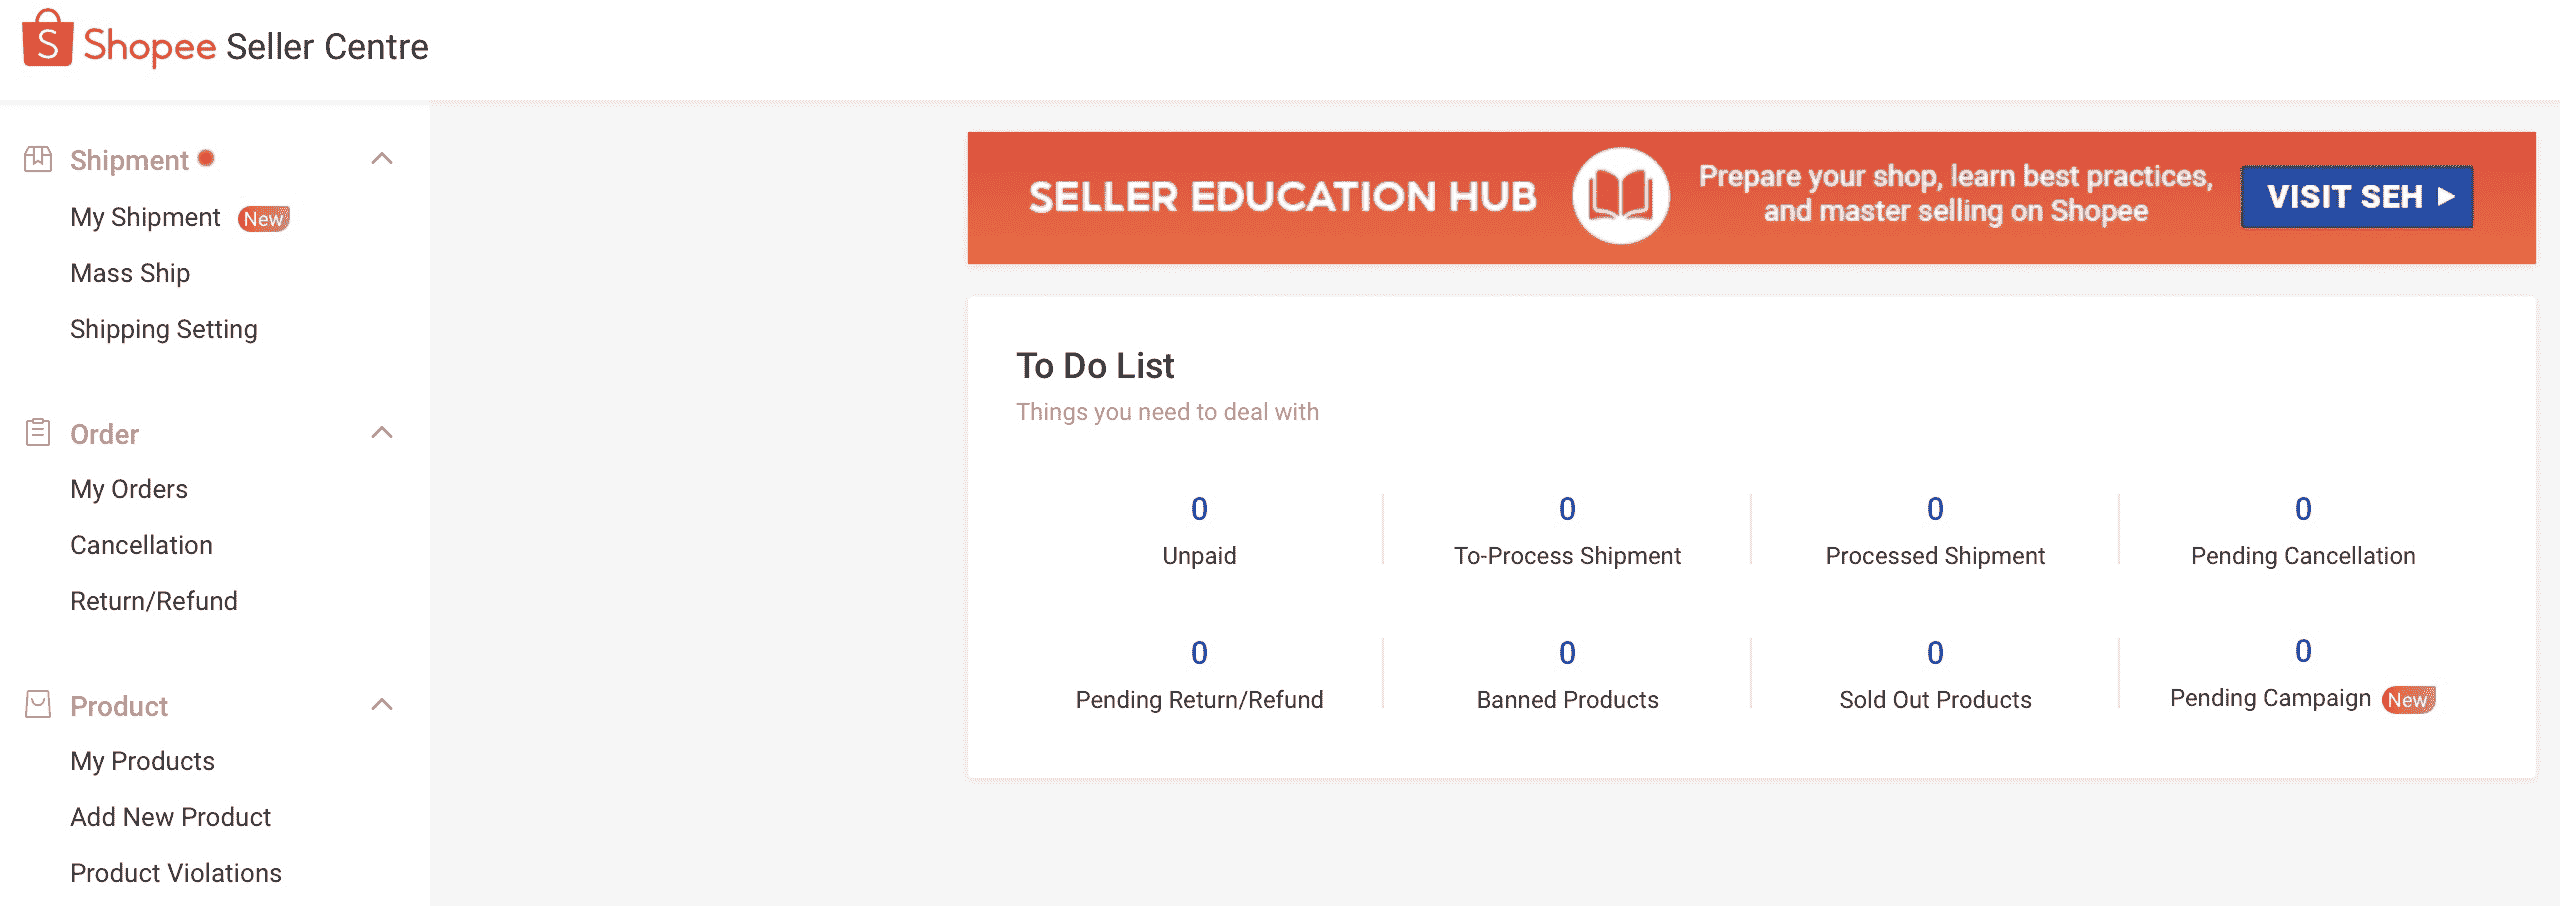 Shopee Seller Centre
Shipment
My Shipment New
Mass Ship
Shipping Setting
Order
My Orders
Cancellation
Return/Refund
Product
My Products
Add New Product
Product Violations
SELLER EDUCATION HUB
Prepare your shop, learn best practices,
and master selling on Shopee
VISIT SEH
To Do List
Things you need to deal with
0 0 0 0
Unpaid To-Process Shipment Processed Shipment Pending Cancellation
0 0 0 0
Pending Return/Refund Banned Products Sold Out Products Pending Campaign New